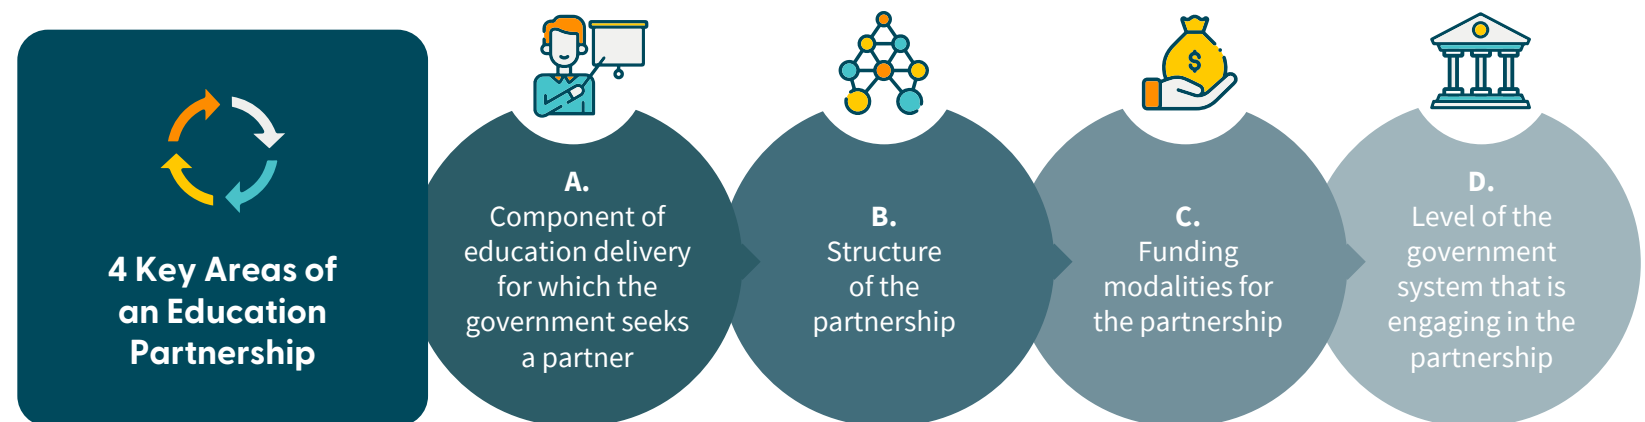 4 Key Areas of
an Education
Partnership
A.
Component of
education delivery
for which the
government seeks
a partner
B.
Structure
of the
partnership
$
C.
Funding
modalities for
the partnership
D.
Level of the
government
system that is
engaging in the
partnership